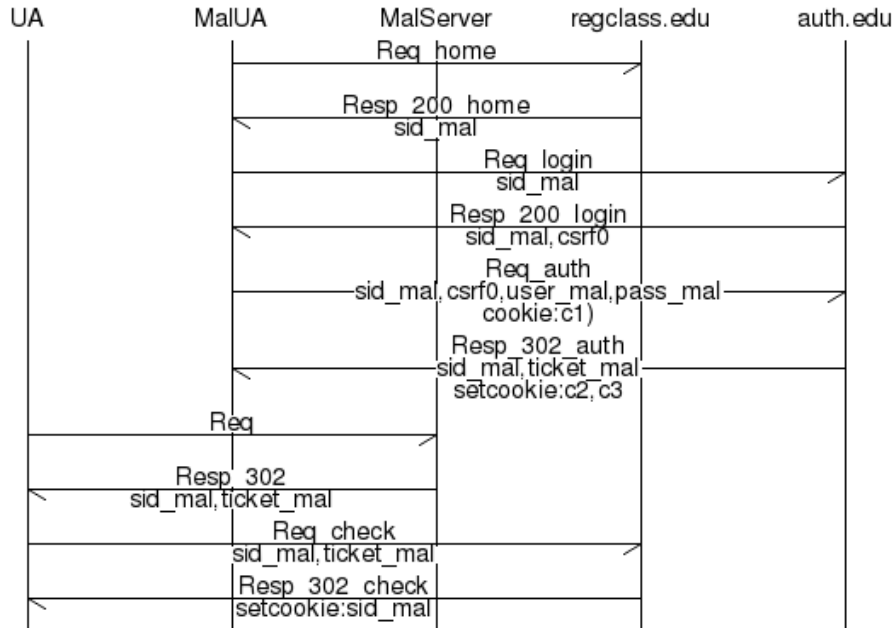 UA MalUA MalServer regclass.edu auth.edu
Req_home
Resp_200_home
sid_mal
Req_login
sid_mal
Resp_200_login
sid_mal,csrf0
Req_auth
sid_mal,csrf0,user_mal,pass_mal
cookie:c1)
Resp_302_auth
sid_mal,ticket_mal
setcookie:c2,c3
Req
Resp_302
sid_mal,ticket_mal
Req_check
sid_mal,ticket_mal
Resp_302_check
setcookie:sid_mal